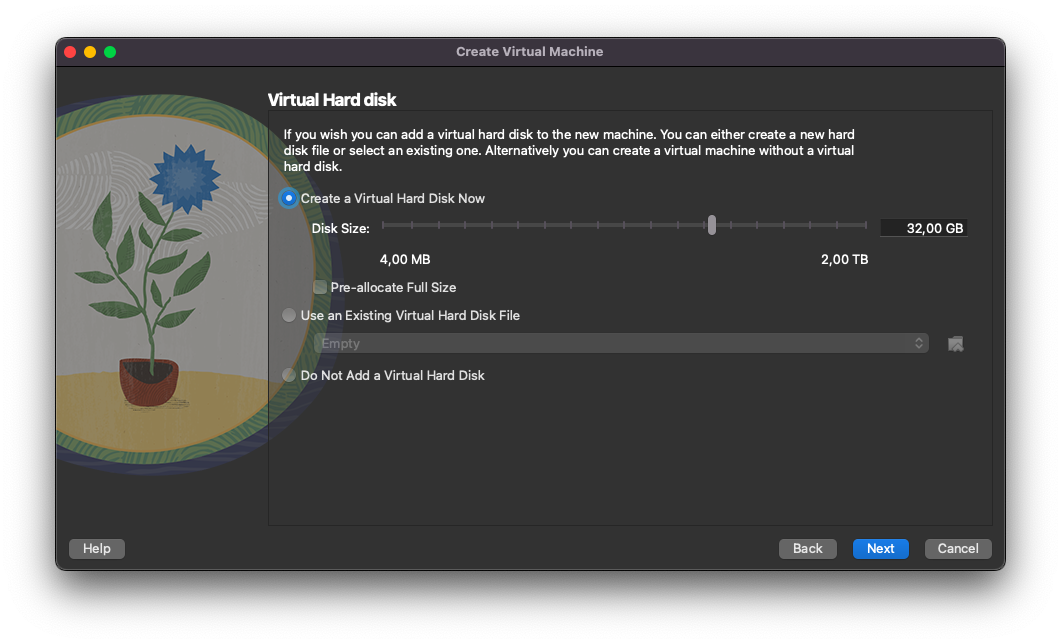 Create Virtual Machine
Virtual Hard disk
If you wish you can add a virtual hard disk to the new machine. You can either create a new hard
disk file or select an existing one. Alternatively you can create a virtual machine without a virtual
hard disk.
Create a Virtual Hard Disk Now
Disk Size:
32,00 GB
4,00 MB
2,00 TB
Pre-allocate Full Size
Use an Existing Virtual Hard Disk File
Empty
Do Not Add a Virtual Hard Disk
Help
Back
Next
Cancel